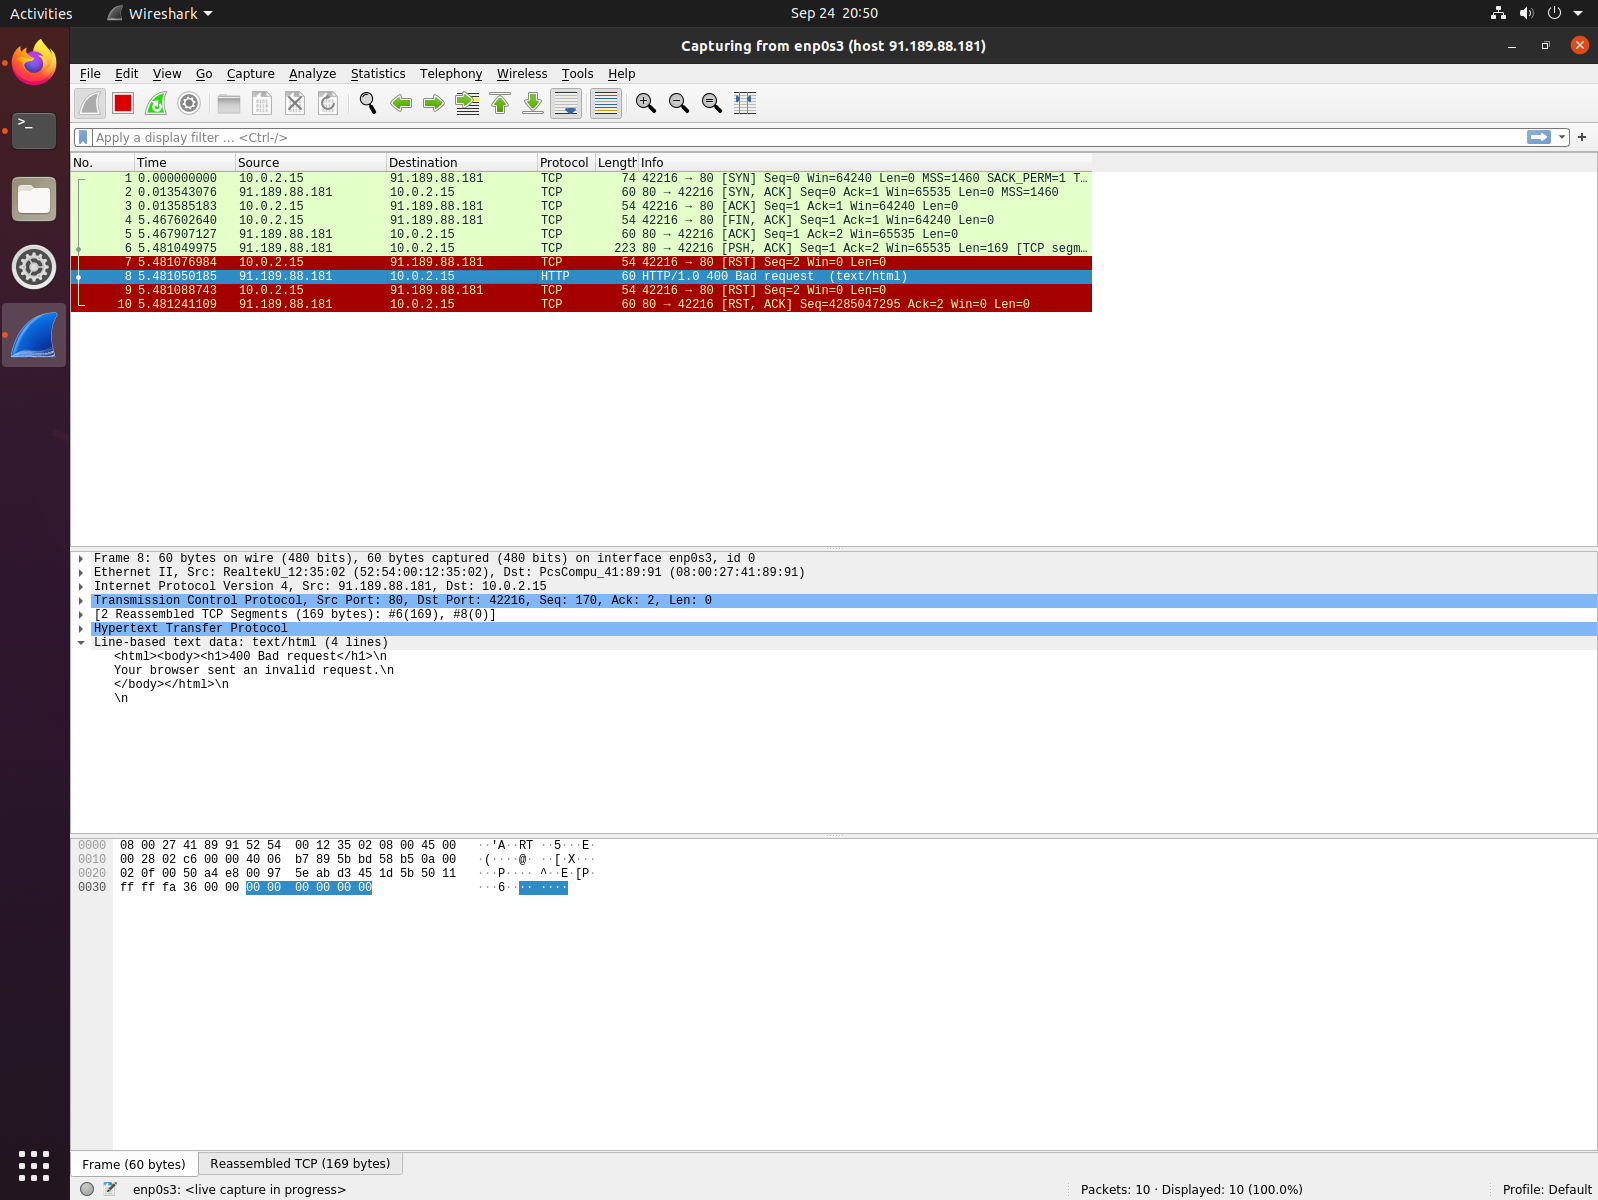 Activities Wireshark Sep 24 20:50
Capturing from enp0s3 (host 91.189.88.181)
File Edit View Go Capture Analyze Statistics Telephony Wireless Tools Help
Apply a display filter … <Ctrl-/>
No. Time Source Destination Protocol Length Info
1 0.000000000 10.0.2.15 91.189.88.181 TCP 74 42216 → 80 [SYN] Seq=0 Win=64240 Len=0 MSS=1460 SACK_PERM=1 T…
2 0.013543076 91.189.88.181 10.0.2.15 TCP 60 80 → 42216 [SYN, ACK] Seq=0 Ack=1 Win=65535 Len=0 MSS=1460
3 0.013585183 10.0.2.15 91.189.88.181 TCP 54 42216 → 80 [ACK] Seq=1 Ack=1 Win=64240 Len=0
4 5.467602640 10.0.2.15 91.189.88.181 TCP 54 42216 → 80 [FIN, ACK] Seq=1 Ack=1 Win=64240 Len=0
5 5.467907127 91.189.88.181 10.0.2.15 TCP 60 80 → 42216 [ACK] Seq=1 Ack=2 Win=65535 Len=0
6 5.481049975 91.189.88.181 10.0.2.15 TCP 223 80 → 42216 [PSH, ACK] Seq=1 Ack=2 Win=65535 Len=169 [TCP segm…
7 5.481076984 10.0.2.15 91.189.88.181 TCP 54 42216 → 80 [RST] Seq=2 Win=0 Len=0
8 5.481050185 91.189.88.181 10.0.2.15 HTTP 60 HTTP/1.0 400 Bad request  (text/html)
9 5.481088743 10.0.2.15 91.189.88.181 TCP 54 42216 → 80 [RST] Seq=2 Win=0 Len=0
10 5.481241109 91.189.88.181 10.0.2.15 TCP 60 80 → 42216 [RST, ACK] Seq=4285047295 Ack=2 Win=0 Len=0
Frame 8: 60 bytes on wire (480 bits), 60 bytes captured (480 bits) on interface enp0s3, id 0
Ethernet II, Src: RealtekU_12:35:02 (52:54:00:12:35:02), Dst: PcsCompu_41:89:91 (08:00:27:41:89:91)
Internet Protocol Version 4, Src: 91.189.88.181, Dst: 10.0.2.15
Transmission Control Protocol, Src Port: 80, Dst Port: 42216, Seq: 170, Ack: 2, Len: 0
[2 Reassembled TCP Segments (169 bytes): #6(169), #8(0)]
Hypertext Transfer Protocol
Line-based text data: text/html (4 lines)
<html><body><h1>400 Bad request</h1>\n
Your browser sent an invalid request.\n
</body></html>\n
\n
0000 08 00 27 41 89 91 52 54 00 12 35 02 08 00 45 00 ··'A··RT ··5···E·
0010 00 28 02 c6 00 00 40 06 b7 89 5b bd 58 b5 0a 00 ·(····@· ··[·X···
0020 02 0f 00 50 a4 e8 00 97 5e ab d3 45 1d 5b 50 11 ···P···· ^··E·[P·
0030 ff ff fa 36 00 00 00 00 00 00 00 00 ···6···· ····
Frame (60 bytes) Reassembled TCP (169 bytes)
enp0s3: <live capture in progress> Packets: 10 · Displayed: 10 (100.0%) Profile: Default